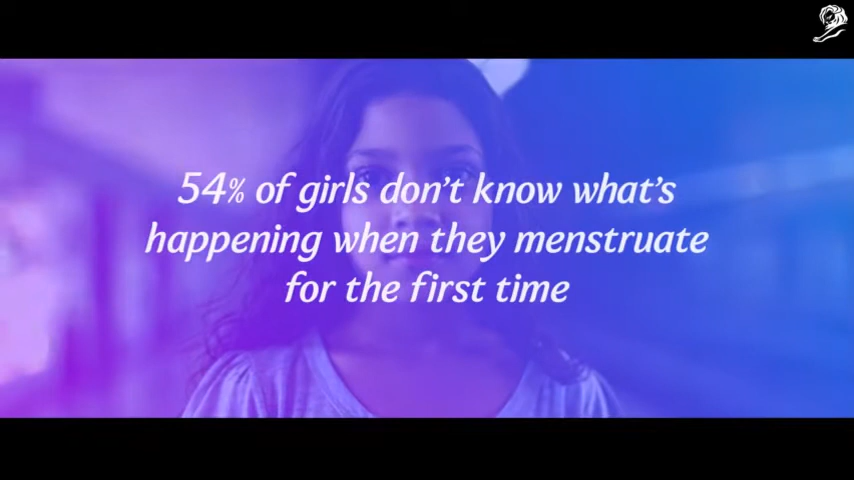 54% of girls don't know what's
happening when they menstruate
for the first time